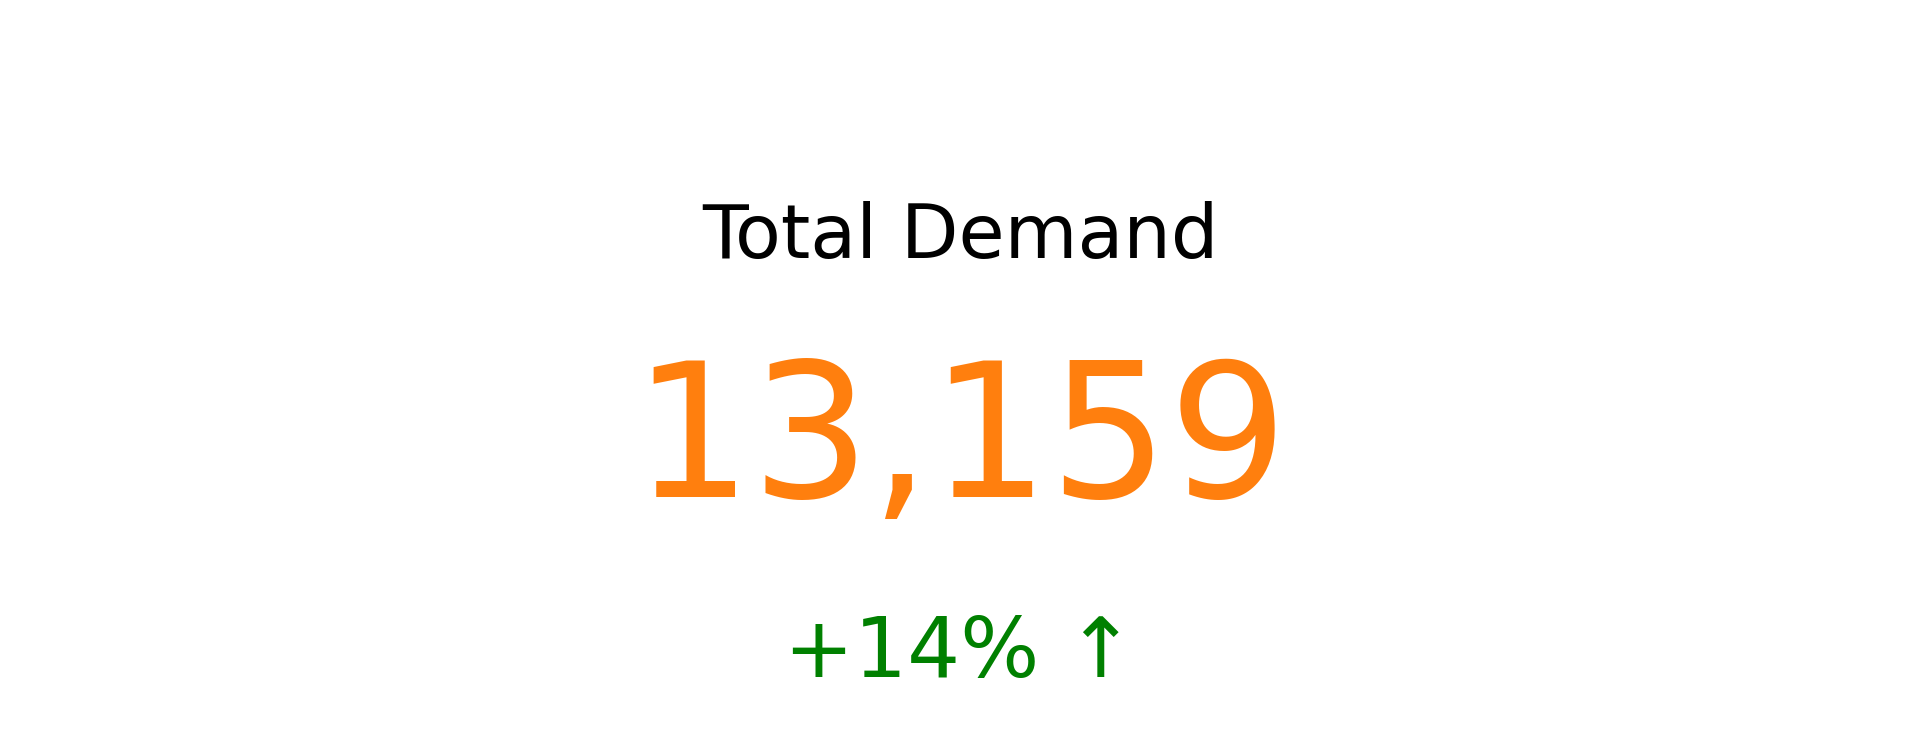 Total Demand
13,159
+14% ↑